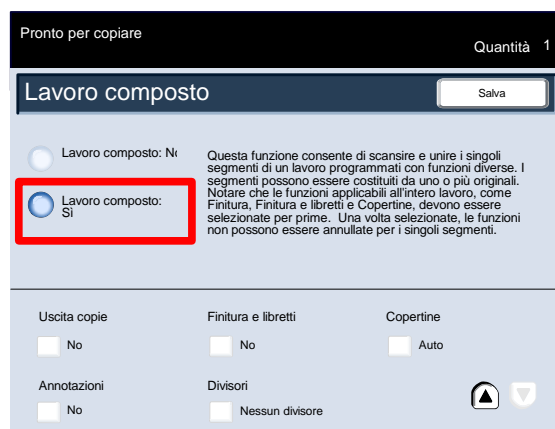 Pronto per copiare
Quantità 1
Lavoro composto
Salva
Lavoro composto: No
Lavoro composto:
Sì
Questa funzione consente di scansire e unire i singoli
segmenti di un lavoro programmati con funzioni diverse. I
segmenti possono essere costituiti da uno o più originali.
Notare che le funzioni applicabili all'intero lavoro, come
Finitura, Finitura e libretti e Copertine, devono essere
selezionate per prime. Una volta selezionate, le funzioni
non possono essere annullate per i singoli segmenti.
Uscita copie
No
Finitura e libretti
No
Copertine
Auto
Annotazioni
No
Divisori
Nessun divisore